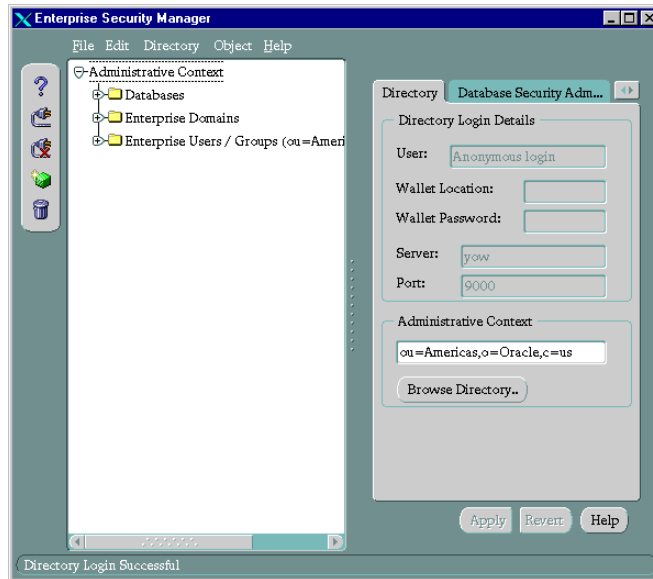 Enterprise Security Manager
File Edit Directory Object Help
Administrative Context
Databases
Enterprise Domains
Enterprise Users / Groups (ou=Ameri
Directory Database Security Adm...
Directory Login Details
User: Anonymous login
Wallet Location:
Wallet Password:
Server: yow
Port: 9000
Administrative Context
ou=Americas,o=Oracle,c=us
Browse Directory..
Apply Revert Help
Directory Login Successful